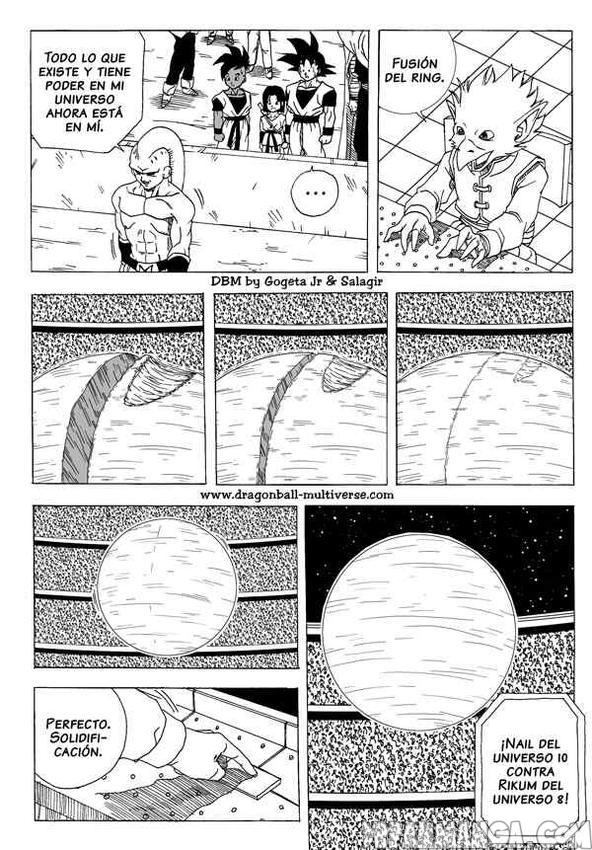 TODO LO QUE
EXISTE Y TIENE
PODER EN MI
UNIVERSO
AHORA ESTÁ
EN MÍ.
...
FUSIÓN
DEL RING.
DBM by Gogeta Jr & Salagir
www.dragonball-multiverse.com
PERFECTO.
SOLIDIFI-
CACIÓN.
¡NAIL DEL
UNIVERSO 10
CONTRA
RIKUM DEL
UNIVERSO 8!